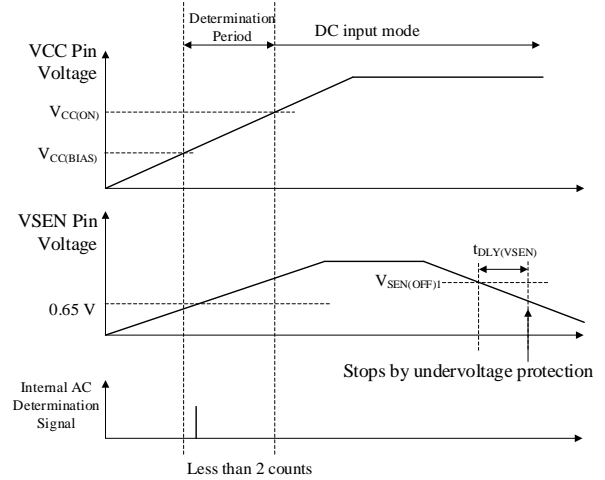 Determination
Period
DC input mode
VCC Pin
Voltage
VCC(ON)
VCC(BIAS)
VSEN Pin
Voltage
tDLY(VSEN)
VSEN(OFF)1
0.65 V
Stops by undervoltage protection
Internal AC
Determination
Signal
Less than 2 counts